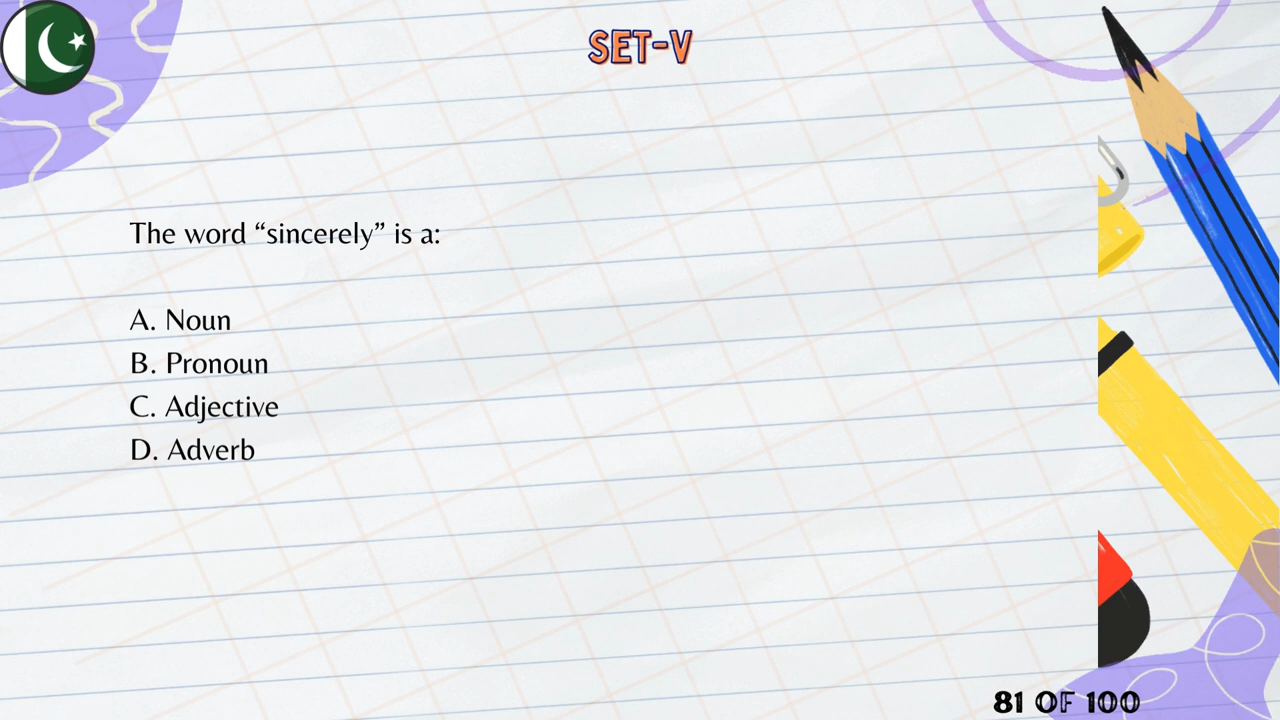 SET-V
The word “sincerely” is a:
A. Noun
B. Pronoun
C. Adjective
D. Adverb
81 OF 100